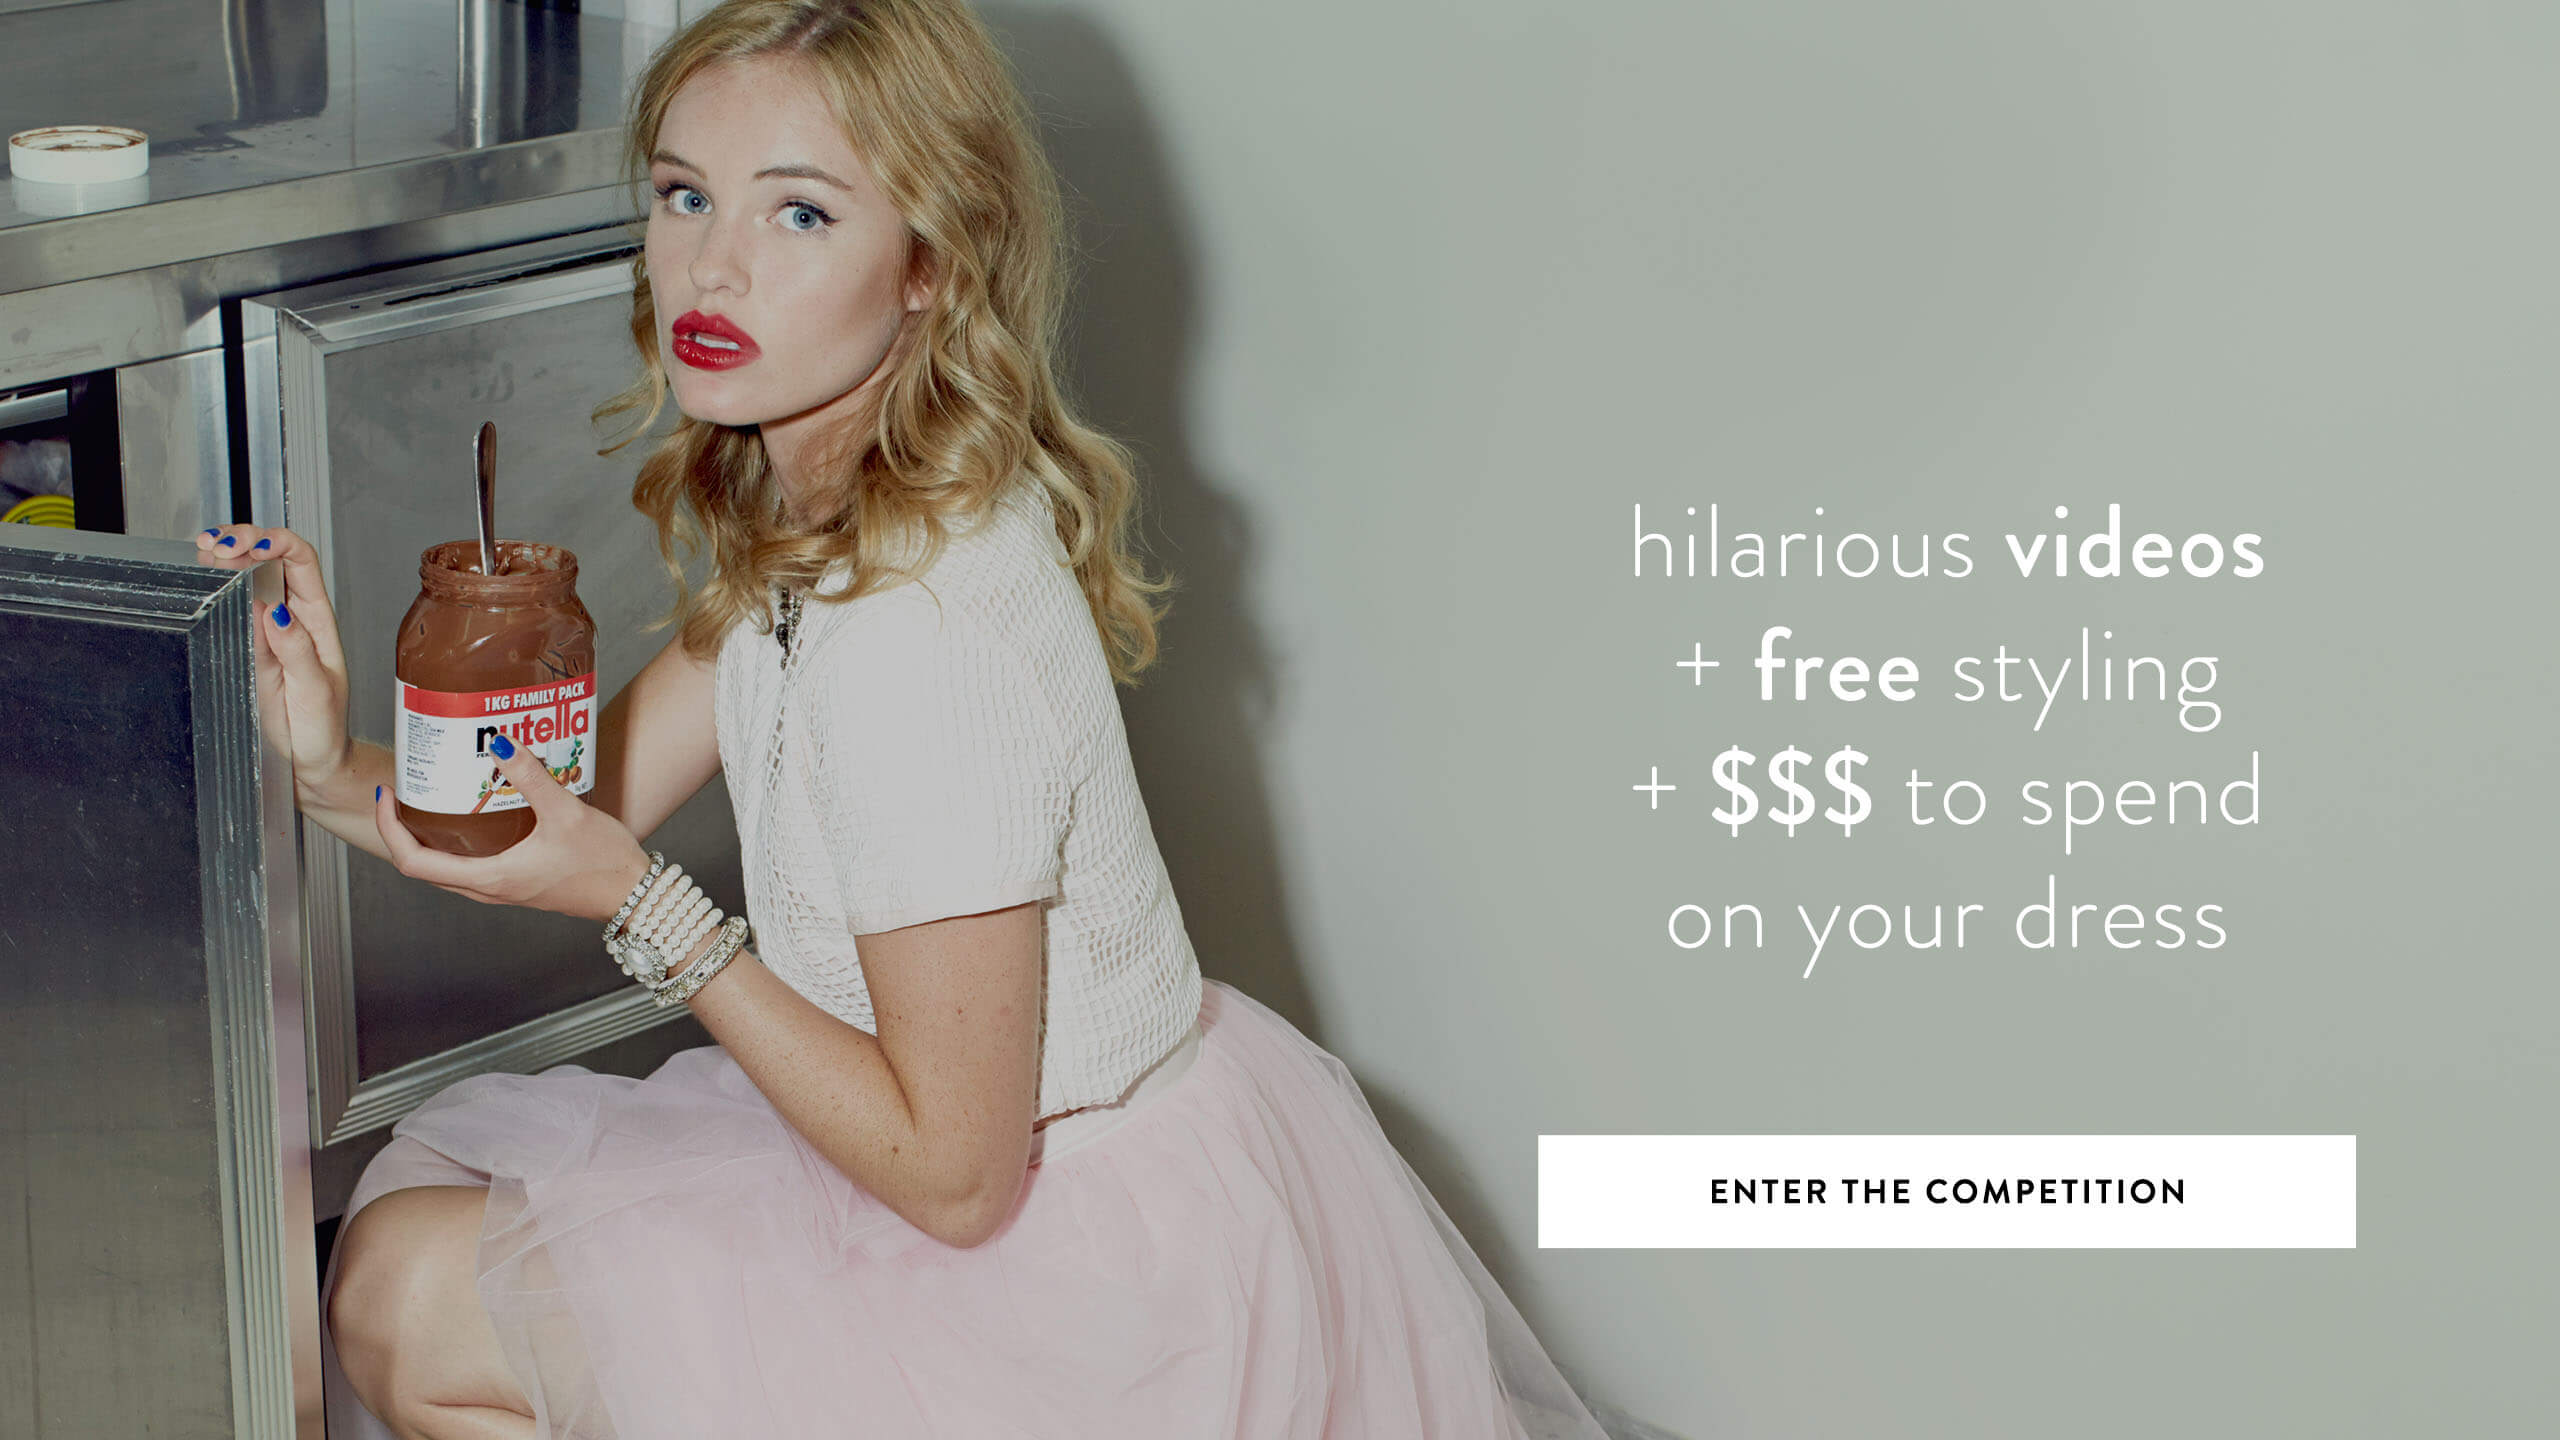 1KG FAMILY PACK
nutella
hilarious videos
+ free styling
+ $$$ to spend
on your dress
ENTER THE COMPETITION